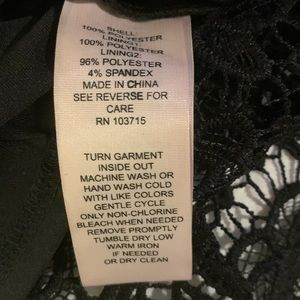 SHELL:
100% POLYESTER
LINING1:
100% POLYESTER
LINING2:
96% POLYESTER
4% SPANDEX
MADE IN CHINA
SEE REVERSE FOR
CARE
RN 103715
TURN GARMENT
INSIDE OUT
MACHINE WASH OR
HAND WASH COLD
WITH LIKE COLORS
GENTLE CYCLE
ONLY NON-CHLORINE
BLEACH WHEN NEEDED
REMOVE PROMPTLY
TUMBLE DRY LOW
WARM IRON
IF NEEDED
OR DRY CLEAN